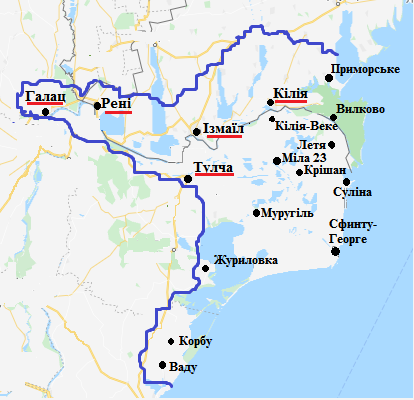 Приморське
Галац
Рені
Кілія
Вилково
Ізмаїл
Кілія-Веке
Летя
Міла 23
Крішан
Тулча
Суліна
Муругіль
Сфинту-
Георге
Журиловка
Корбу
Ваду